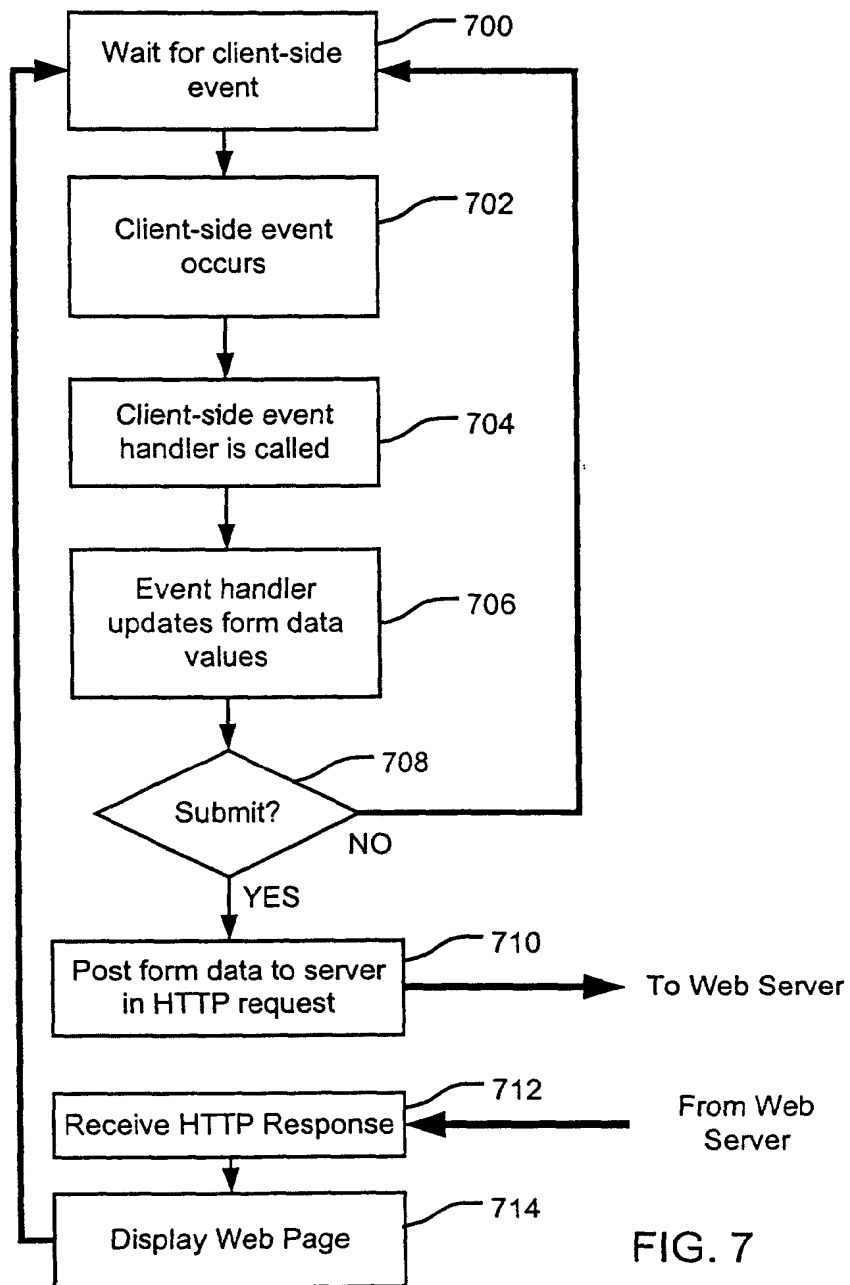 Wait for client-side
event
700
Client-side event
occurs
702
Client-side event
handler is called
704
Event handler
updates form data
values
706
708
Submit?
NO
YES
Post form data to server
in HTTP request
710
To Web Server
712
Receive HTTP Response
From Web
Server
Display Web Page
714
FIG. 7